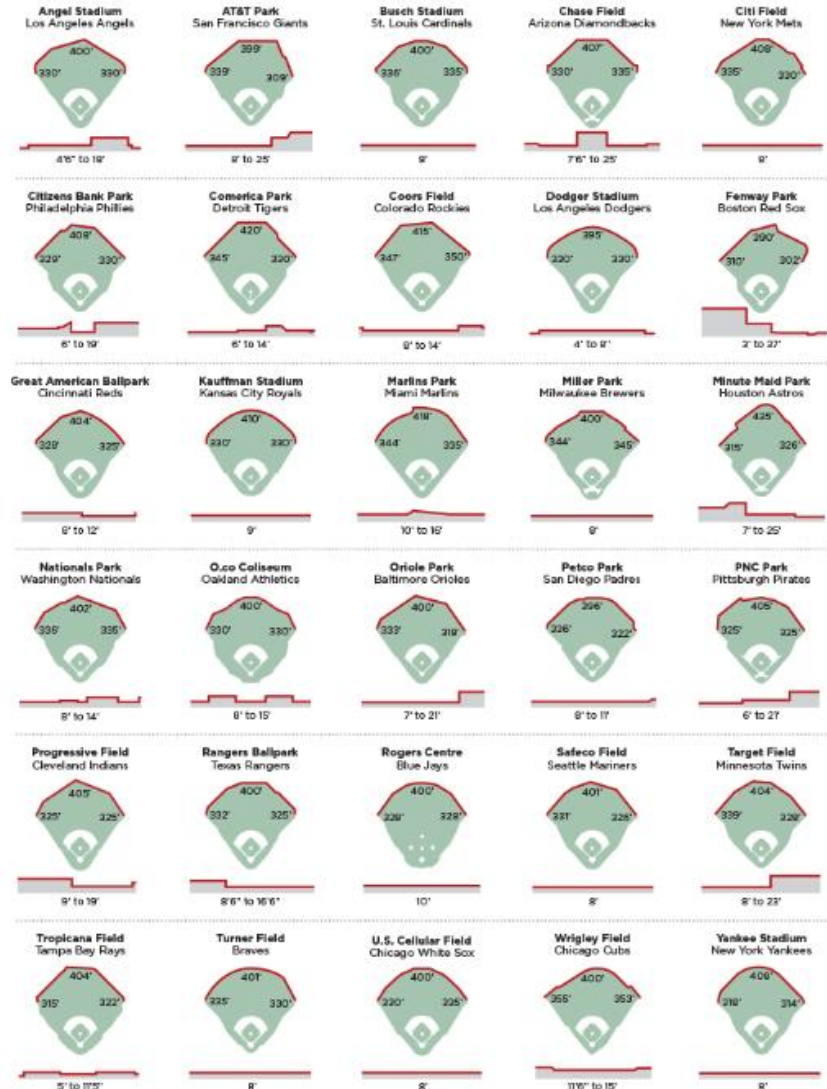 Angel Stadium
Los Angeles Angels
400'
330' 330'
4'6" to 18'
AT&T Park
San Francisco Giants
399'
339' 309'
8' to 25'
Busch Stadium
St. Louis Cardinals
400'
336' 335'
8'
Chase Field
Arizona Diamondbacks
407'
330' 335'
7'6" to 25'
Citi Field
New York Mets
408'
335' 330'
8'
Citizens Bank Park
Philadelphia Phillies
409'
329' 330'
6' to 19'
Comerica Park
Detroit Tigers
420'
345' 330'
6' to 14'
Coors Field
Colorado Rockies
415'
347' 350'
8' to 14'
Dodger Stadium
Los Angeles Dodgers
395'
330' 330'
4' to 8'
Fenway Park
Boston Red Sox
390'
310' 302'
3' to 37'
Great American Ballpark
Cincinnati Reds
404'
328' 325'
8' to 12'
Kauffman Stadium
Kansas City Royals
410'
330' 330'
9'
Marlins Park
Miami Marlins
418'
344' 335'
10' to 16'
Miller Park
Milwaukee Brewers
400'
344' 345'
8'
Minute Maid Park
Houston Astros
435'
315' 326'
7' to 25'
Nationals Park
Washington Nationals
402'
336' 335'
8' to 14'
O.co Coliseum
Oakland Athletics
400'
330' 330'
8' to 15'
Oriole Park
Baltimore Orioles
400'
333' 318'
7' to 21'
Petco Park
San Diego Padres
396'
336' 322'
8' to 11'
PNC Park
Pittsburgh Pirates
405'
325' 325'
6' to 21'
Progressive Field
Cleveland Indians
405'
325' 325'
9' to 19'
Rangers Ballpark
Texas Rangers
400'
332' 325'
8'6" to 16'6"
Rogers Centre
Blue Jays
400'
328' 328'
10'
Safeco Field
Seattle Mariners
401'
331' 326'
8'
Target Field
Minnesota Twins
404'
339' 328'
8' to 23'
Tropicana Field
Tampa Bay Rays
404'
315' 322'
5' to 11'5"
Turner Field
Braves
401'
335' 330'
8'
U.S. Cellular Field
Chicago White Sox
400'
330' 335'
8'
Wrigley Field
Chicago Cubs
400'
355' 353'
11'6" to 15'
Yankee Stadium
New York Yankees
408'
318' 314'
8'